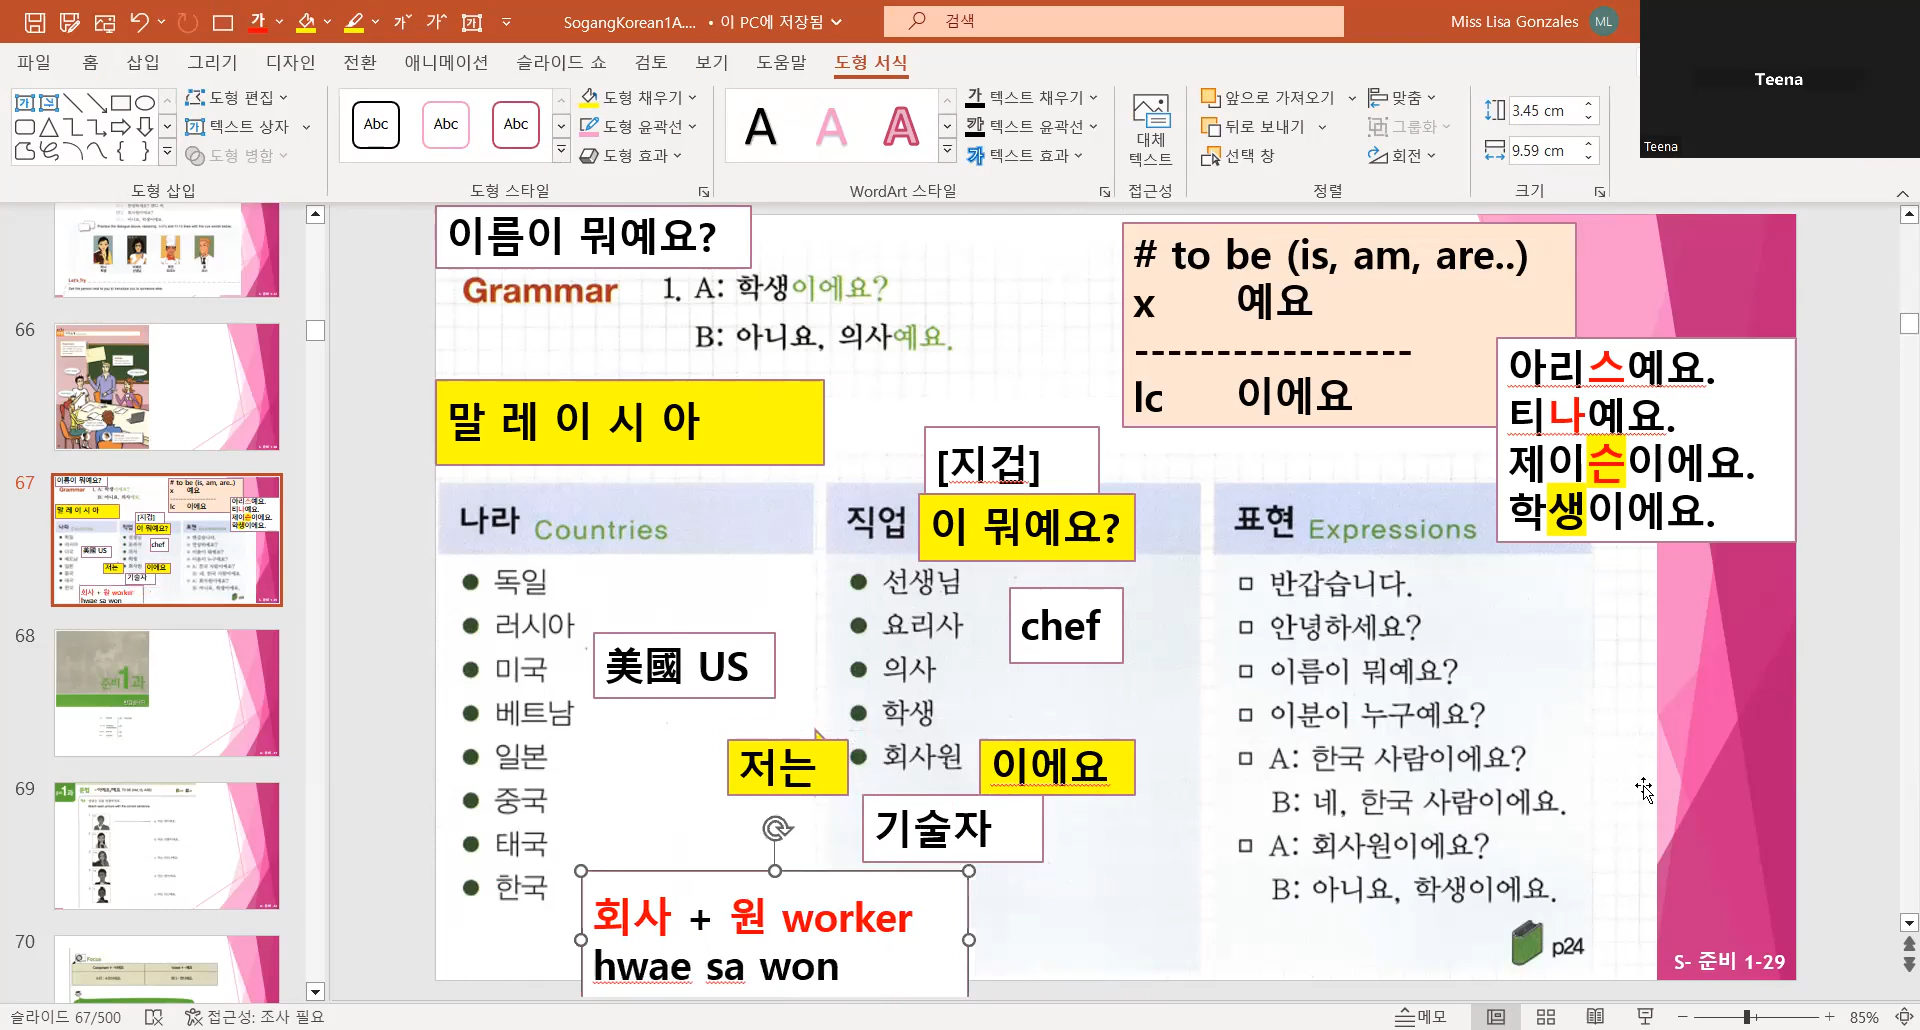 SogangKorean1A.... • 이 PC에 저장됨
검색
Miss Lisa Gonzales ML
파일 홈 삽입 그리기 디자인 전환 애니메이션 슬라이드 쇼 검토 보기 도움말 도형 서식
도형 편집
텍스트 상자
도형 병합
도형 삽입
Abc Abc Abc
도형 채우기
도형 윤곽선
도형 효과
도형 스타일
A A A
텍스트 채우기
텍스트 윤곽선
텍스트 효과
WordArt 스타일
대체
텍스트
접근성
앞으로 가져오기
뒤로 보내기
선택 창
맞춤
그룹화
회전
정렬
3.45 cm
9.59 cm
크기
Teena
Teena
66
67
68
69
70
이름이 뭐예요?
Grammar 1. A: 학생이에요?
B: 아니요, 의사예요.
# to be (is, am, are..)
x 예요
-----------------
lc 이에요
아리스예요.
티나예요.
제이슨이에요.
학생이에요.
말 레 이 시 아
[지겁]
나라 Countries
독일
러시아
미국
베트남
일본
중국
태국
한국
美國 US
직업 이 뭐예요?
선생님
요리사
의사
학생
회사원
chef
저는
이에요
기술자
회사 + 원 worker
hwae sa won
표현 Expressions
반갑습니다.
안녕하세요?
이름이 뭐예요?
이분이 누구예요?
A: 한국 사람이에요?
B: 네, 한국 사람이에요.
A: 회사원이에요?
B: 아니요, 학생이에요.
p24
S- 준비 1-29
슬라이드 67/500
접근성: 조사 필요
메모
85%